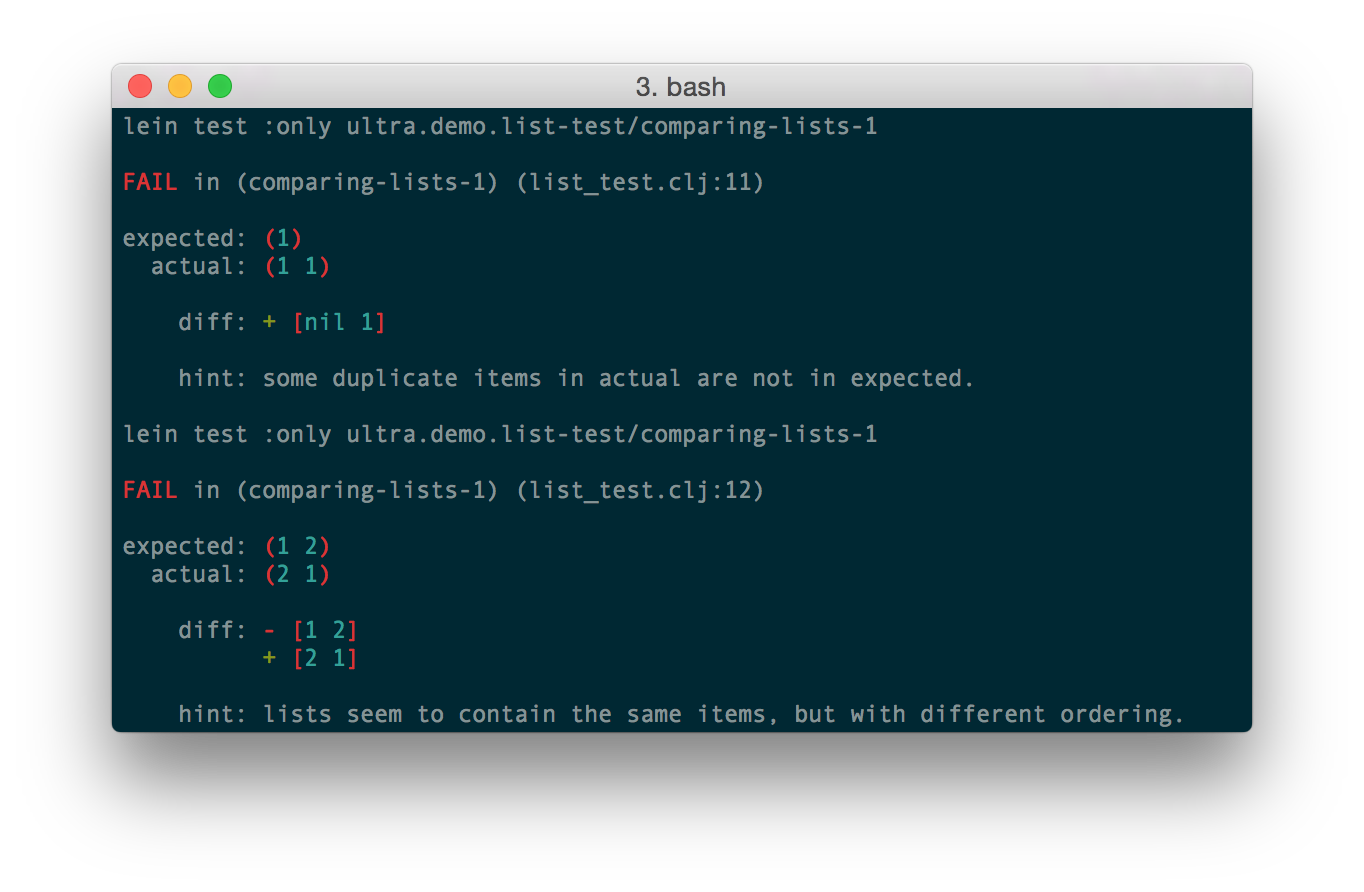 3. bash
lein test :only ultra.demo.list-test/comparing-lists-1
FAIL in (comparing-lists-1) (list_test.clj:11)
expected: (1)
actual: (1 1)
diff: + [nil 1]
hint: some duplicate items in actual are not in expected.
lein test :only ultra.demo.list-test/comparing-lists-1
FAIL in (comparing-lists-1) (list_test.clj:12)
expected: (1 2)
actual: (2 1)
diff: - [1 2]
+ [2 1]
hint: lists seem to contain the same items, but with different ordering.